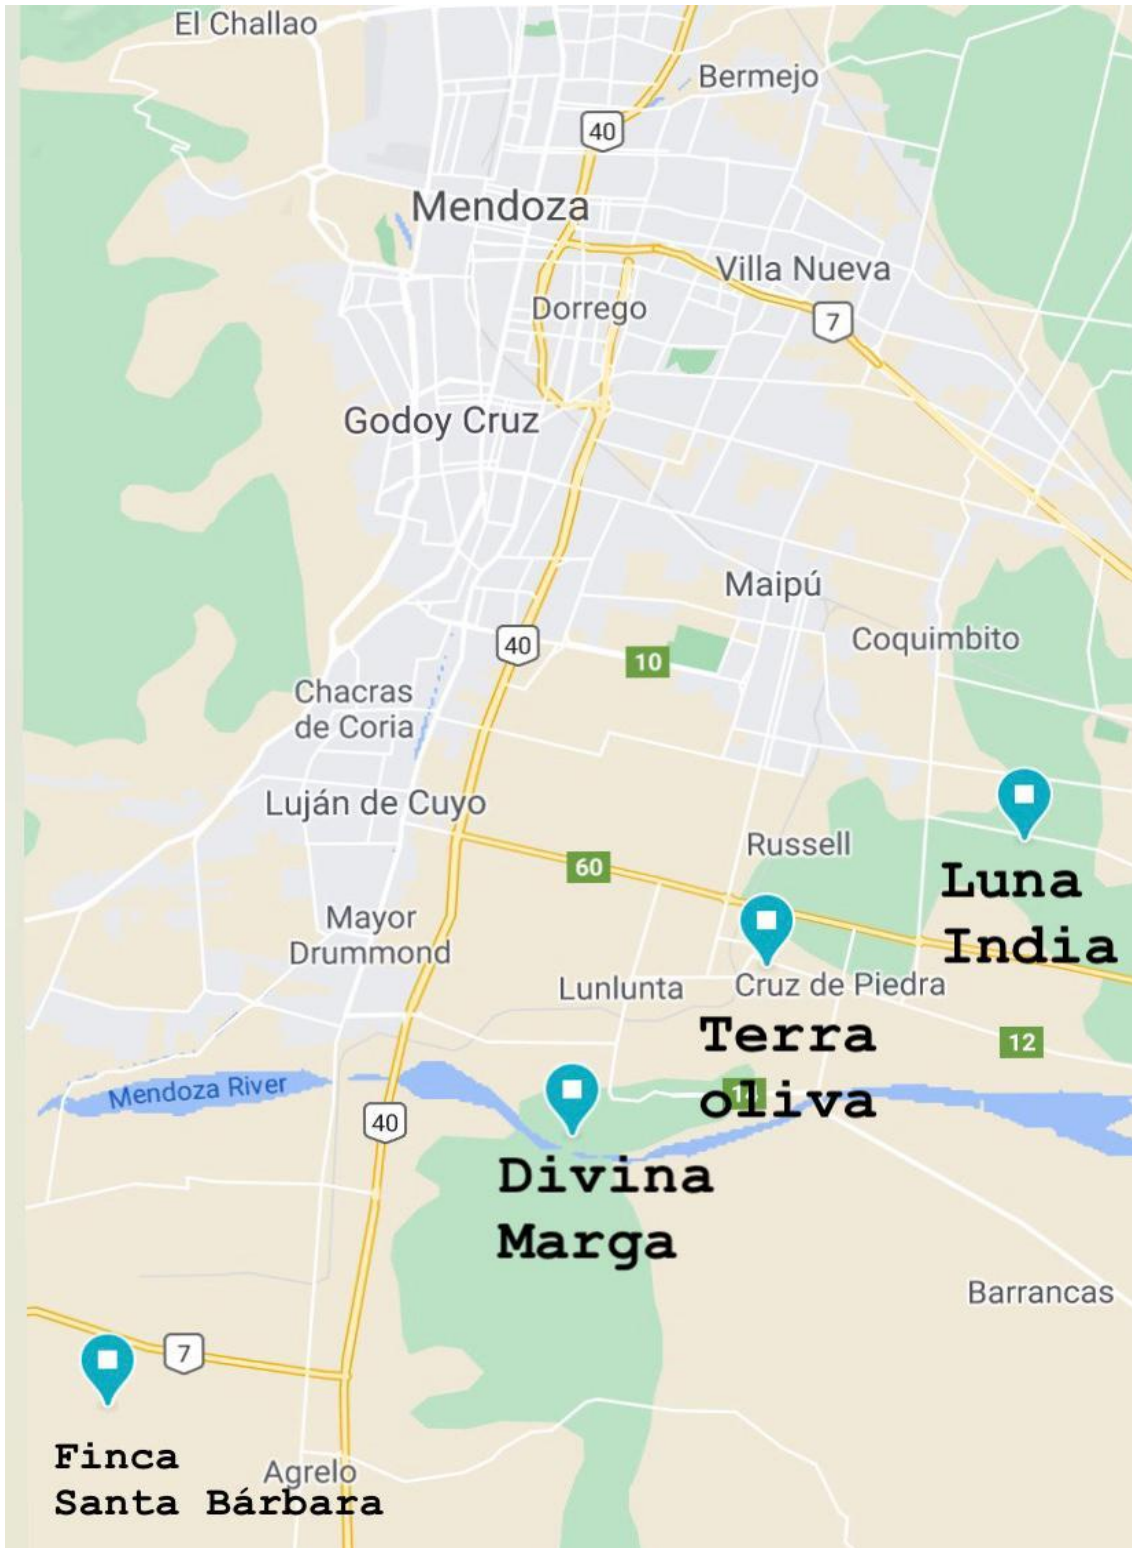 El Challao
Bermejo
40
Mendoza
Villa Nueva
Dorrego
7
Godoy Cruz
Maipú
Coquimbito
40
10
Chacras
de Coria
Luján de Cuyo
Russell
60
Luna
India
Mayor
Drummond
Lunlunta
Cruz de Piedra
Terra
oliva
12
Mendoza River
40
Divina
Marga
Barrancas
7
Finca
Santa Bárbara
Agrelo